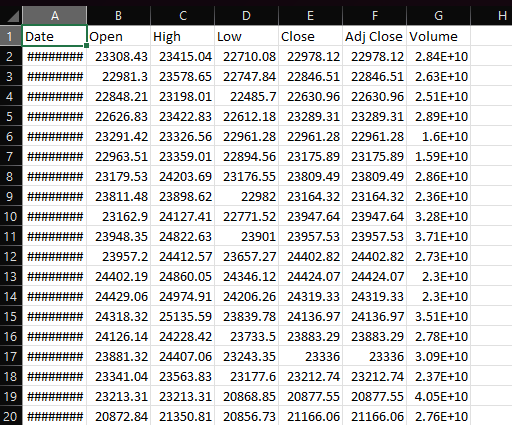 A B C D E F G H
1 Date Open High Low Close Adj Close Volume
2 ######## 23308.43 23415.04 22710.08 22978.12 22978.12 2.84E+10
3 ######## 22981.3 23578.65 22747.84 22846.51 22846.51 2.63E+10
4 ######## 22848.21 23198.01 22485.7 22630.96 22630.96 2.51E+10
5 ######## 22626.83 23422.83 22612.18 23289.31 23289.31 2.89E+10
6 ######## 23291.42 23326.56 22961.28 22961.28 22961.28 1.6E+10
7 ######## 22963.51 23359.01 22894.56 23175.89 23175.89 1.59E+10
8 ######## 23179.53 24203.69 23176.55 23809.49 23809.49 2.86E+10
9 ######## 23811.48 23898.62 22982 23164.32 23164.32 2.36E+10
10 ######## 23162.9 24127.41 22771.52 23947.64 23947.64 3.28E+10
11 ######## 23948.35 24822.63 23901 23957.53 23957.53 3.71E+10
12 ######## 23957.2 24412.57 23657.27 24402.82 24402.82 2.73E+10
13 ######## 24402.19 24860.05 24346.12 24424.07 24424.07 2.3E+10
14 ######## 24429.06 24974.91 24206.26 24319.33 24319.33 2.3E+10
15 ######## 24318.32 25135.59 23839.78 24136.97 24136.97 3.51E+10
16 ######## 24126.14 24228.42 23733.5 23883.29 23883.29 2.78E+10
17 ######## 23881.32 24407.06 23243.35 23336 23336 3.09E+10
18 ######## 23341.04 23563.83 23177.6 23212.74 23212.74 2.37E+10
19 ######## 23213.31 23213.31 20868.85 20877.55 20877.55 4.05E+10
20 ######## 20872.84 21350.81 20856.73 21166.06 21166.06 2.76E+10